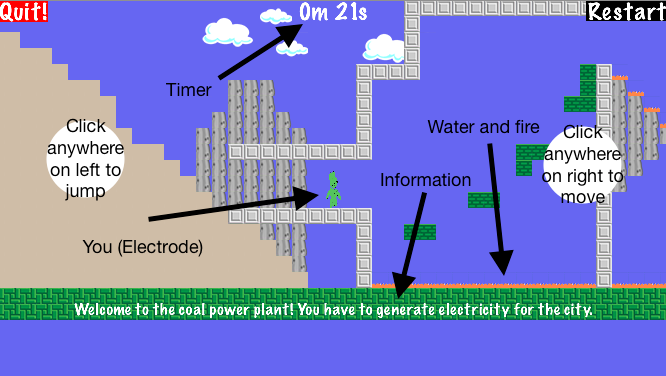 Quit!
0m 21s
Restart
Timer
Click
anywhere
on left to
jump
Water and fire
Click
anywhere
on right to
move
Information
You (Electrode)
Welcome to the coal power plant! You have to generate electricity for the city.